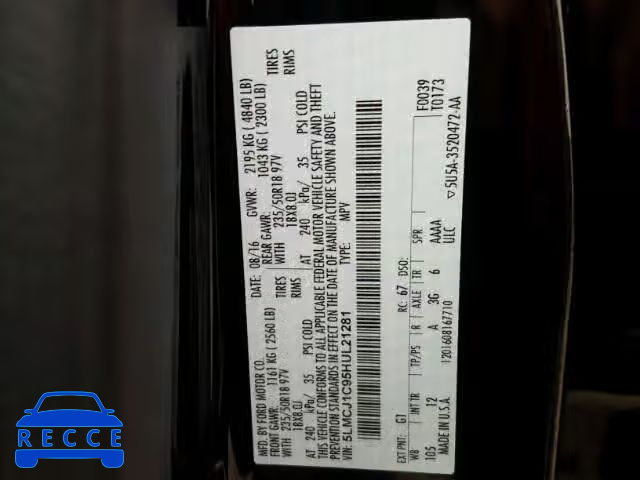 MFD. BY FORD MOTOR CO.
DATE: 08/16 GVWR: 2195 KG ( 4840 LB)
FRONT GAWR: 1161 KG ( 2560 LB) REAR GAWR: 1043 KG ( 2300 LB)
WITH 235/50R18 97V TIRES WITH 235/50R18 97V TIRES
18X8.0J RIMS 18X8.0J RIMS
AT 240 kPa/ 35 PSI COLD AT 240 kPa/ 35 PSI COLD
THIS VEHICLE CONFORMS TO ALL APPLICABLE FEDERAL MOTOR VEHICLE SAFETY AND THEFT
PREVENTION STANDARDS IN EFFECT ON THE DATE OF MANUFACTURE SHOWN ABOVE.
VIN: 5LMCJ1C95HUL21281 TYPE: MPV
F0039
T0173
EXT PNT: G1 RC: 67 DSO:
WB INT TR TP/PS R AXLE TR SPR
105 12 A 3G 6 AAAA
ULC
MADE IN U.S.A. 1201608167710 ▽5U5A-3520472-AA